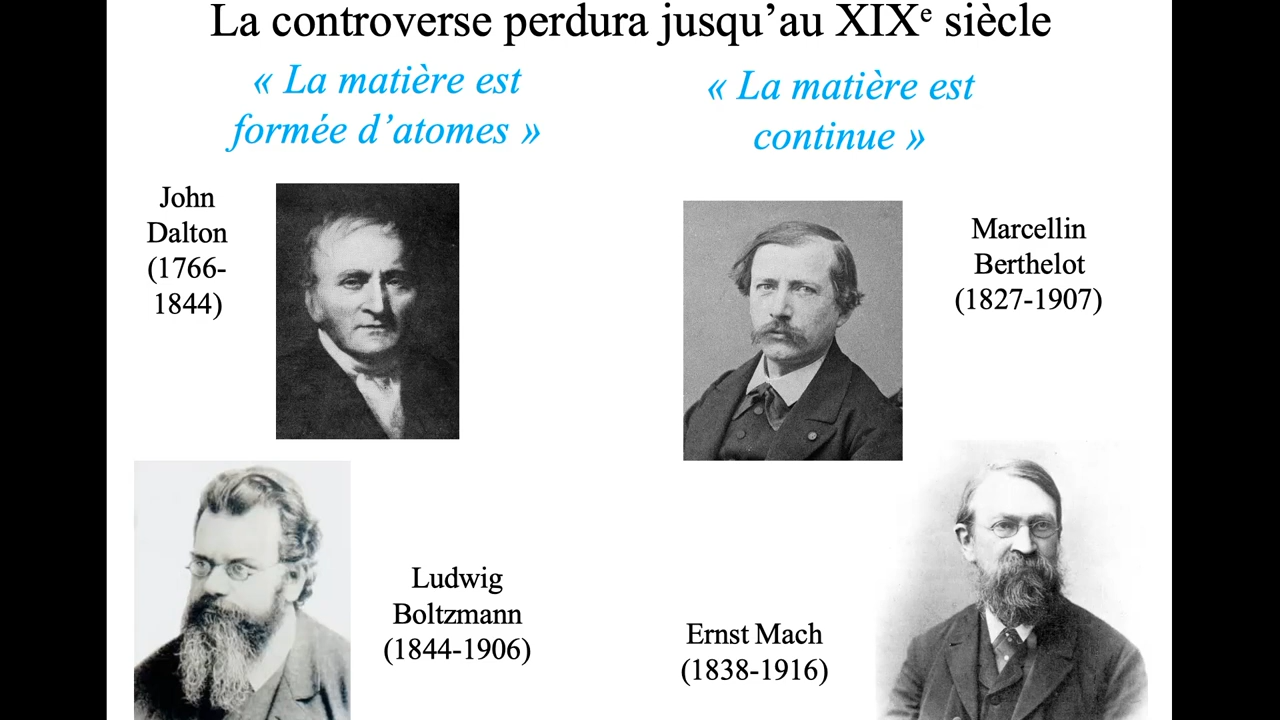 La controverse perdura jusqu’au XIXe siècle
« La matière est
formée d’atomes »
« La matière est
continue »
John
Dalton
(1766-
1844)
Marcellin
Berthelot
(1827-1907)
Ludwig
Boltzmann
(1844-1906)
Ernst Mach
(1838-1916)